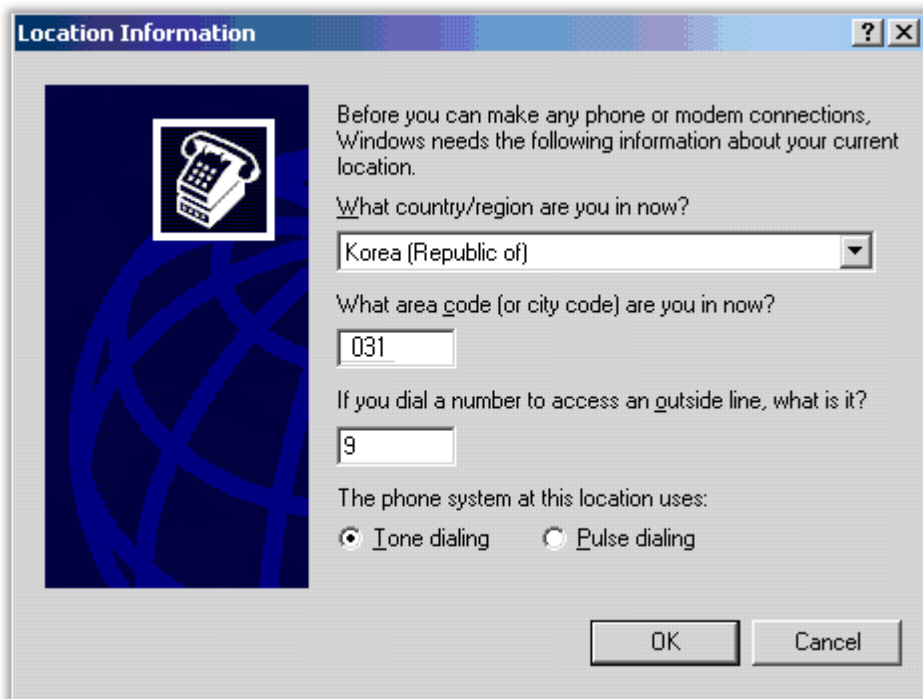 Location Information
Before you can make any phone or modem connections,
Windows needs the following information about your current
location.
What country/region are you in now?
Korea (Republic of)
What area code (or city code) are you in now?
031
If you dial a number to access an outside line, what is it?
9
The phone system at this location uses:
Tone dialing Pulse dialing
OK Cancel